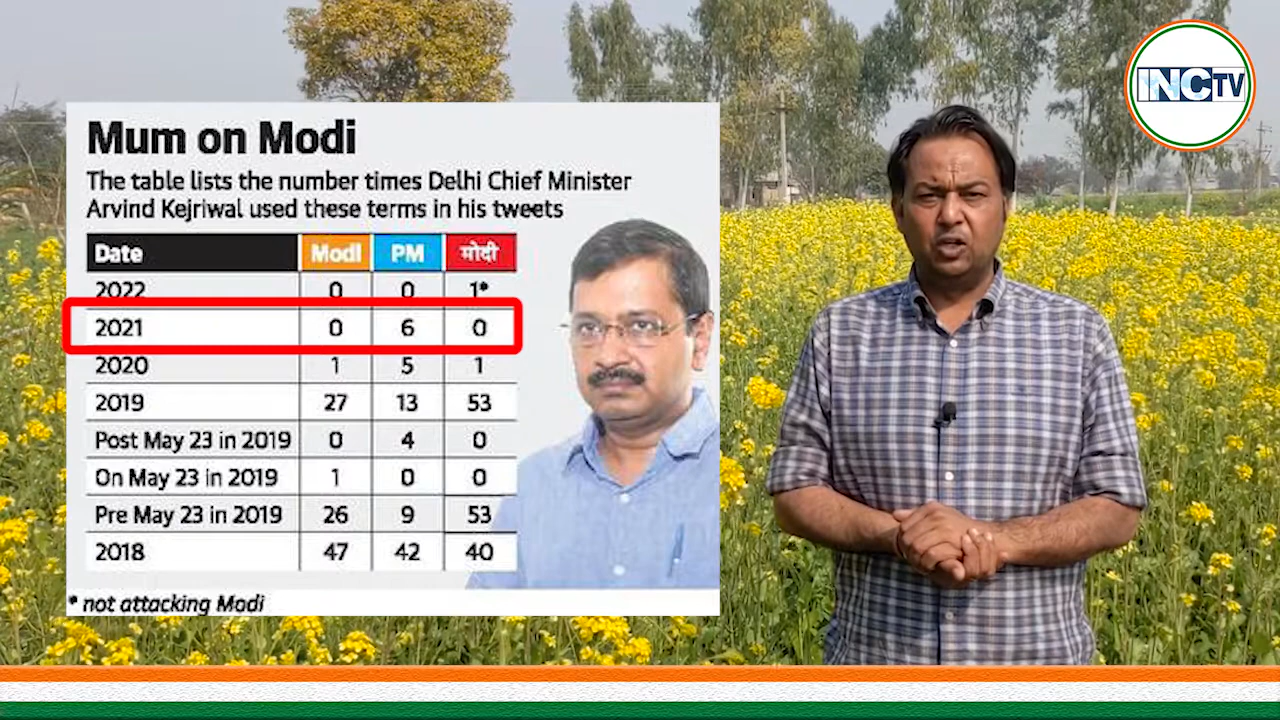 INCTV
Mum on Modi
The table lists the number times Delhi Chief Minister
Arvind Kejriwal used these terms in his tweets
Date Modi PM मोदी
2022 0 0 1*
2021 0 6 0
2020 1 5 1
2019 27 13 53
Post May 23 in 2019 0 4 0
On May 23 in 2019 1 0 0
Pre May 23 in 2019 26 9 53
2018 47 42 40
* not attacking Modi